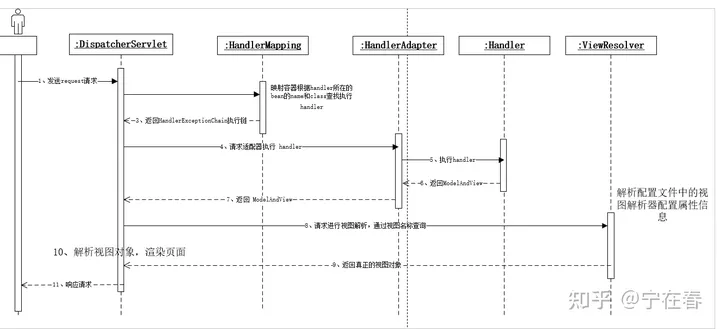 :DispatcherServlet
:HandlerMapping
:HandlerAdapter
:Handler
:ViewResolver
1、发送request请求
映射容器根据handler所在的
bean的name和class查找执行
handler
3、返回HandlerExceptionChain执行链
4、请求适配器执行 handler
5、执行handler
6、返回ModelAndView
7、返回 ModelAndView
解析配置文件中的视
图解析器配置属性信
息
8、请求进行视图解析，通过视图名称查询
10、解析视图对象，渲染页面
9、返回真正的视图对象
11、响应请求
知乎 @宁在春